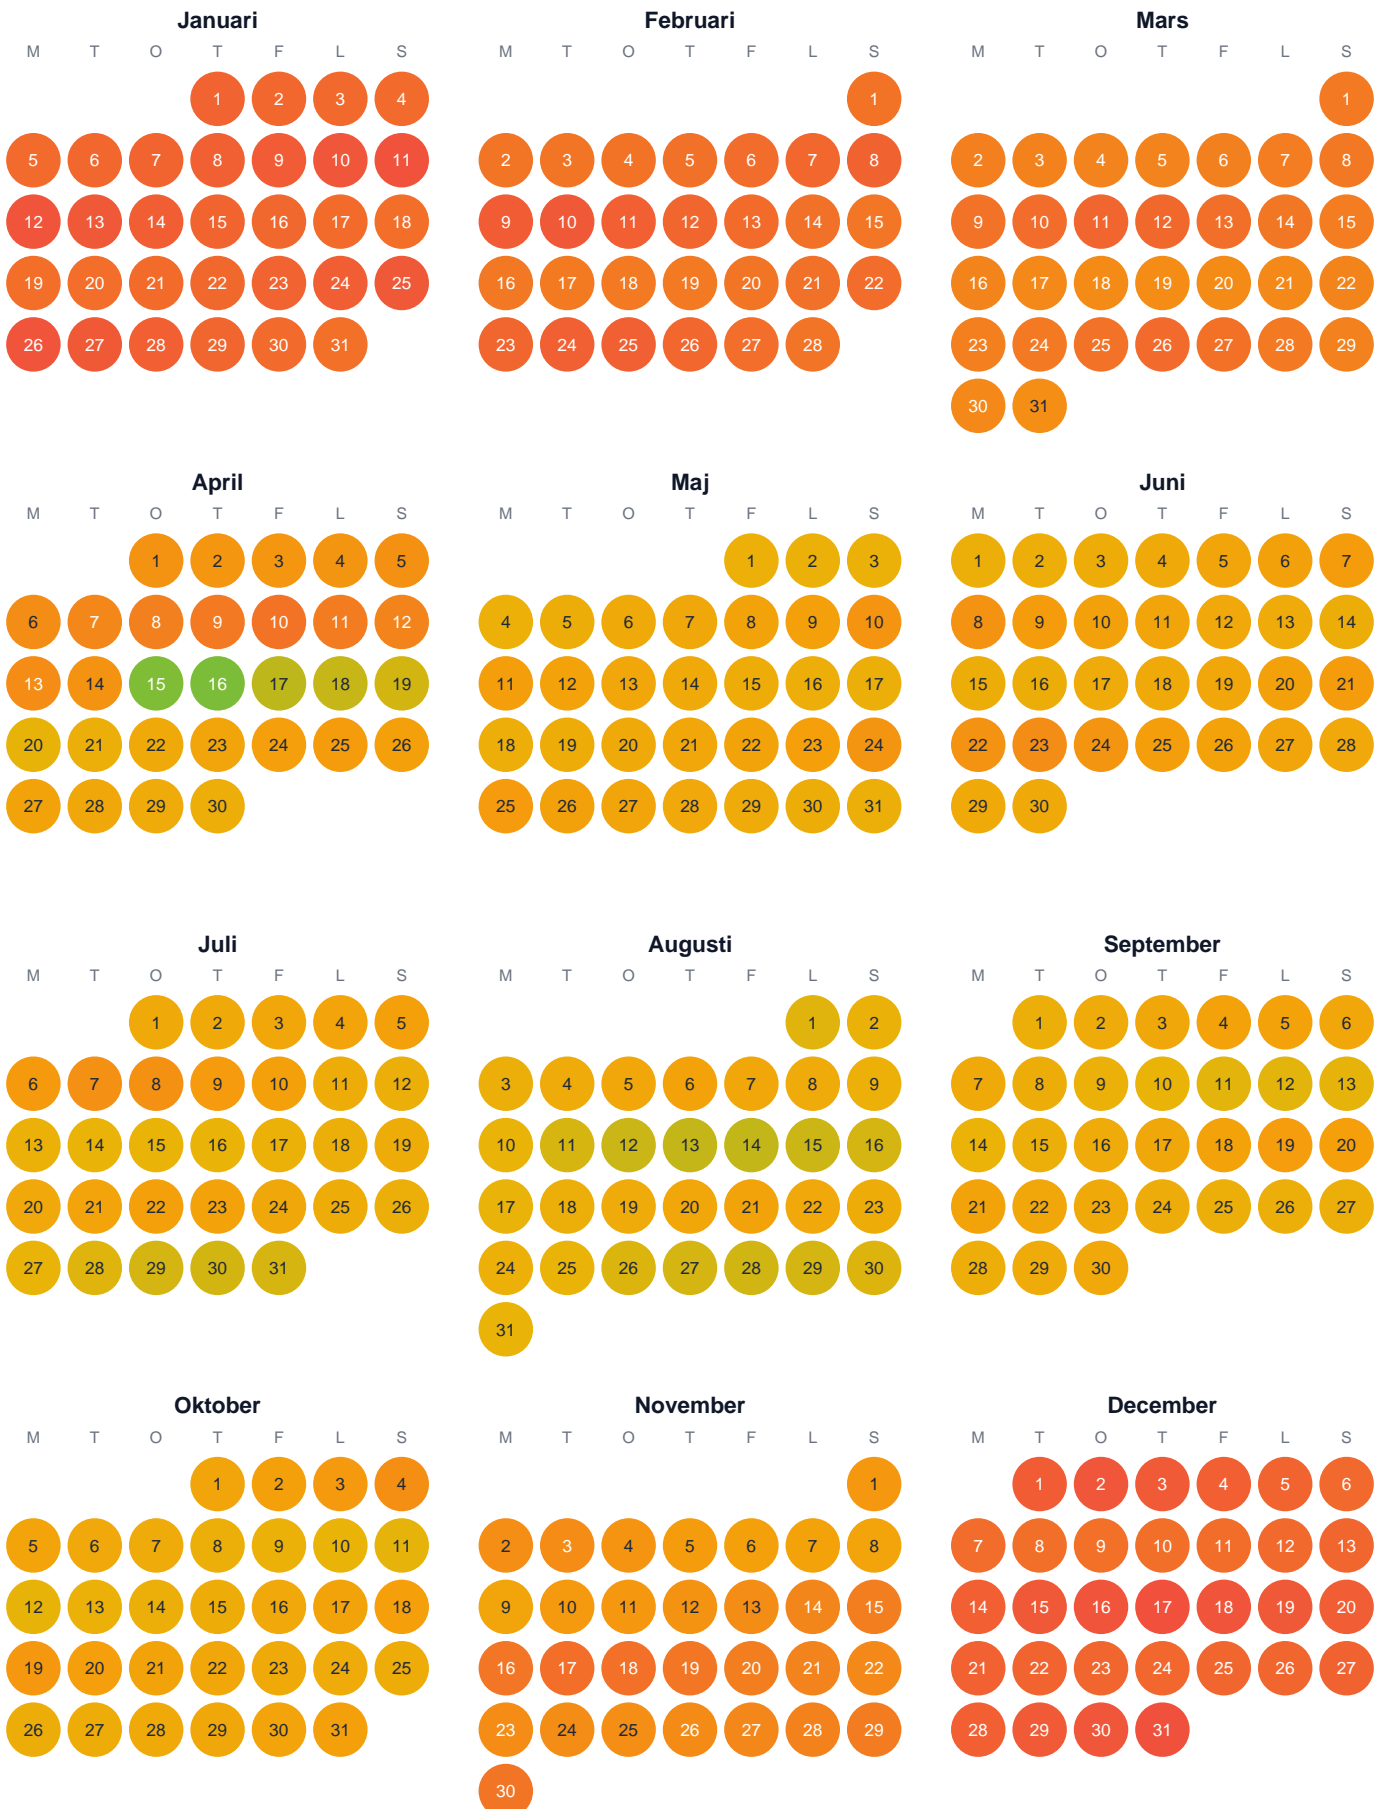 Januari Februari Mars
M T O T F L S M T O T F L S M T O T F L S
1 2 3 4 1 1
5 6 7 8 9 10 11 2 3 4 5 6 7 8 2 3 4 5 6 7 8
12 13 14 15 16 17 18 9 10 11 12 13 14 15 9 10 11 12 13 14 15
19 20 21 22 23 24 25 16 17 18 19 20 21 22 16 17 18 19 20 21 22
26 27 28 29 30 31 23 24 25 26 27 28 23 24 25 26 27 28 29
30 31
April Maj Juni
M T O T F L S M T O T F L S M T O T F L S
1 2 3 4 5 1 2 3 1 2 3 4 5 6 7
6 7 8 9 10 11 12 4 5 6 7 8 9 10 8 9 10 11 12 13 14
13 14 15 16 17 18 19 11 12 13 14 15 16 17 15 16 17 18 19 20 21
20 21 22 23 24 25 26 18 19 20 21 22 23 24 22 23 24 25 26 27 28
27 28 29 30 25 26 27 28 29 30 31 29 30
Juli Augusti September
M T O T F L S M T O T F L S M T O T F L S
1 2 3 4 5 1 2 1 2 3 4 5 6
6 7 8 9 10 11 12 3 4 5 6 7 8 9 7 8 9 10 11 12 13
13 14 15 16 17 18 19 10 11 12 13 14 15 16 14 15 16 17 18 19 20
20 21 22 23 24 25 26 17 18 19 20 21 22 23 21 22 23 24 25 26 27
27 28 29 30 31 24 25 26 27 28 29 30 28 29 30
31
Oktober November December
M T O T F L S M T O T F L S M T O T F L S
1 2 3 4 1 1 2 3 4 5 6
5 6 7 8 9 10 11 2 3 4 5 6 7 8 7 8 9 10 11 12 13
12 13 14 15 16 17 18 9 10 11 12 13 14 15 14 15 16 17 18 19 20
19 20 21 22 23 24 25 16 17 18 19 20 21 22 21 22 23 24 25 26 27
26 27 28 29 30 31 23 24 25 26 27 28 29 28 29 30 31
30